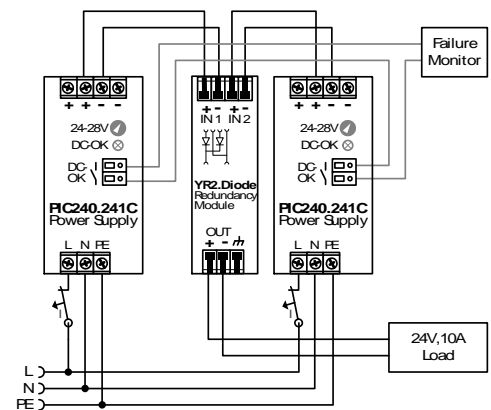 Failure
Monitor
+ + - -
24-28V
DC-OK
DC-
OK
PIC240.241C
Power Supply
L N PE
I
+ - + -
IN 1 IN 2
YR2.Diode
Redundancy
Module
OUT
+ -
+ + - -
24-28V
DC-OK
DC-
OK
PIC240.241C
Power Supply
L N PE
I
24V,10A
Load
L
N
PE